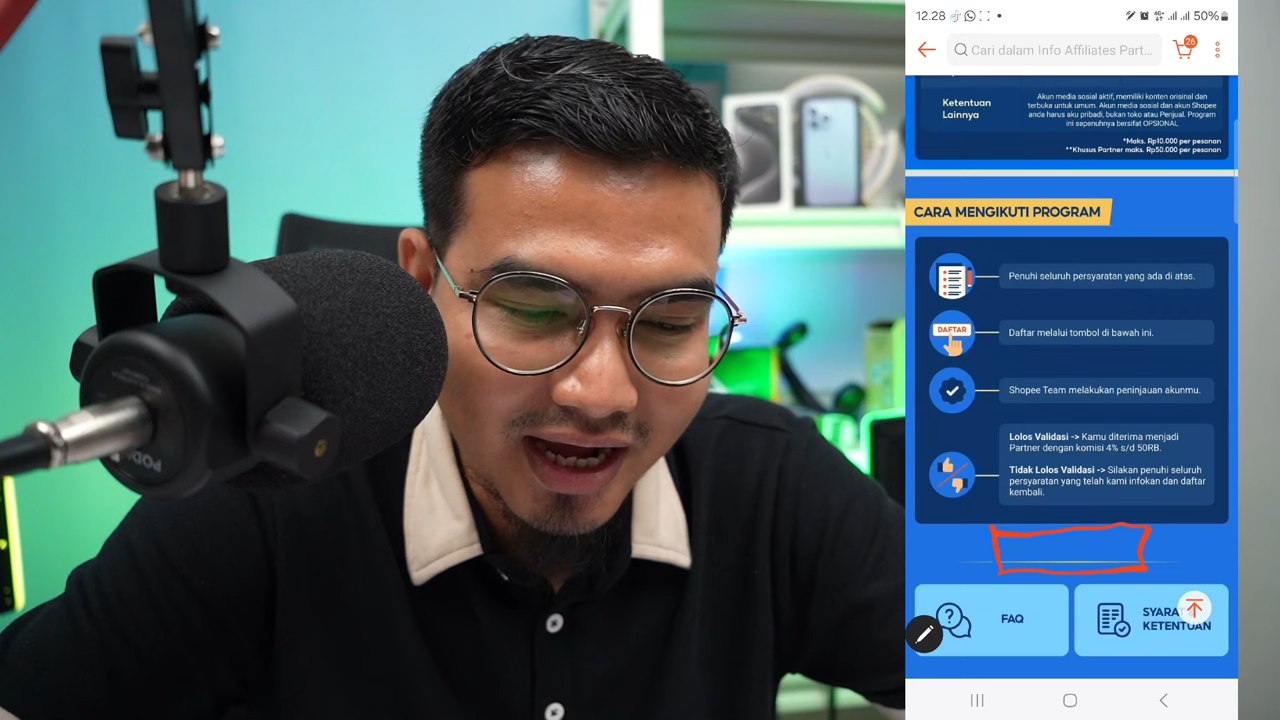 12.28
4G+
50%
Cari dalam Info Affiliates Part...
26
Ketentuan
Lainnya
Akun media sosial aktif, memiliki konten orisinal dan
terbuka untuk umum. Akun media sosial dan akun Shopee
anda harus aku pribadi, bukan toko atau Penjual. Program
ini sepenuhnya bersifat OPSIONAL
*Maks. Rp10.000 per pesanan
**Khusus Partner maks. Rp50.000 per pesanan
CARA MENGIKUTI PROGRAM
Penuhi seluruh persyaratan yang ada di atas.
DAFTAR
Daftar melalui tombol di bawah ini.
Shopee Team melakukan peninjauan akunmu.
Lolos Validasi -> Kamu diterima menjadi
Partner dengan komisi 4% s/d 50RB.
Tidak Lolos Validasi -> Silakan penuhi seluruh
persyaratan yang telah kami infokan dan daftar
kembali.
FAQ
SYARAT
KETENTUAN